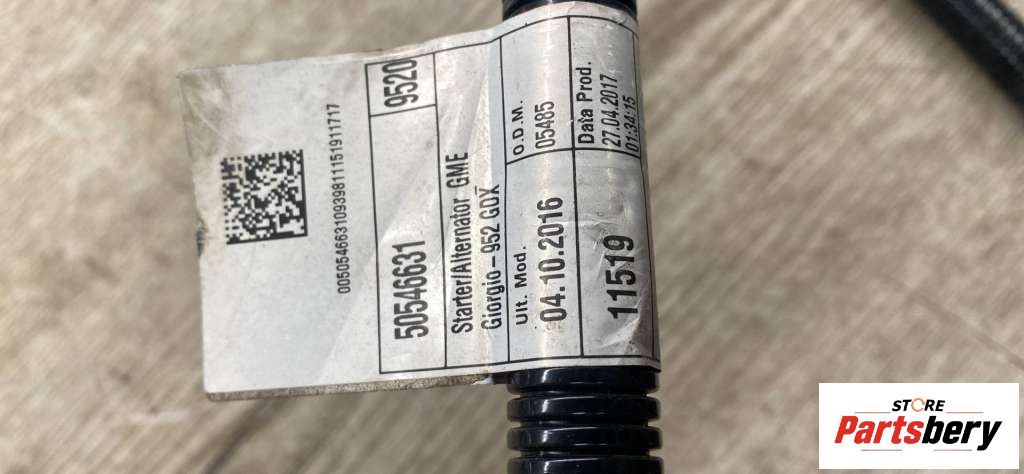 00505466310939811151911717
50546631 9520
Starter/Alternator GME
Giorgio-952 GDX
Ult. Mod. O.D.M.
04.10.2016 05485
11519 Data Prod.
27.04.2017
01:34:15
STORE
Partsbery